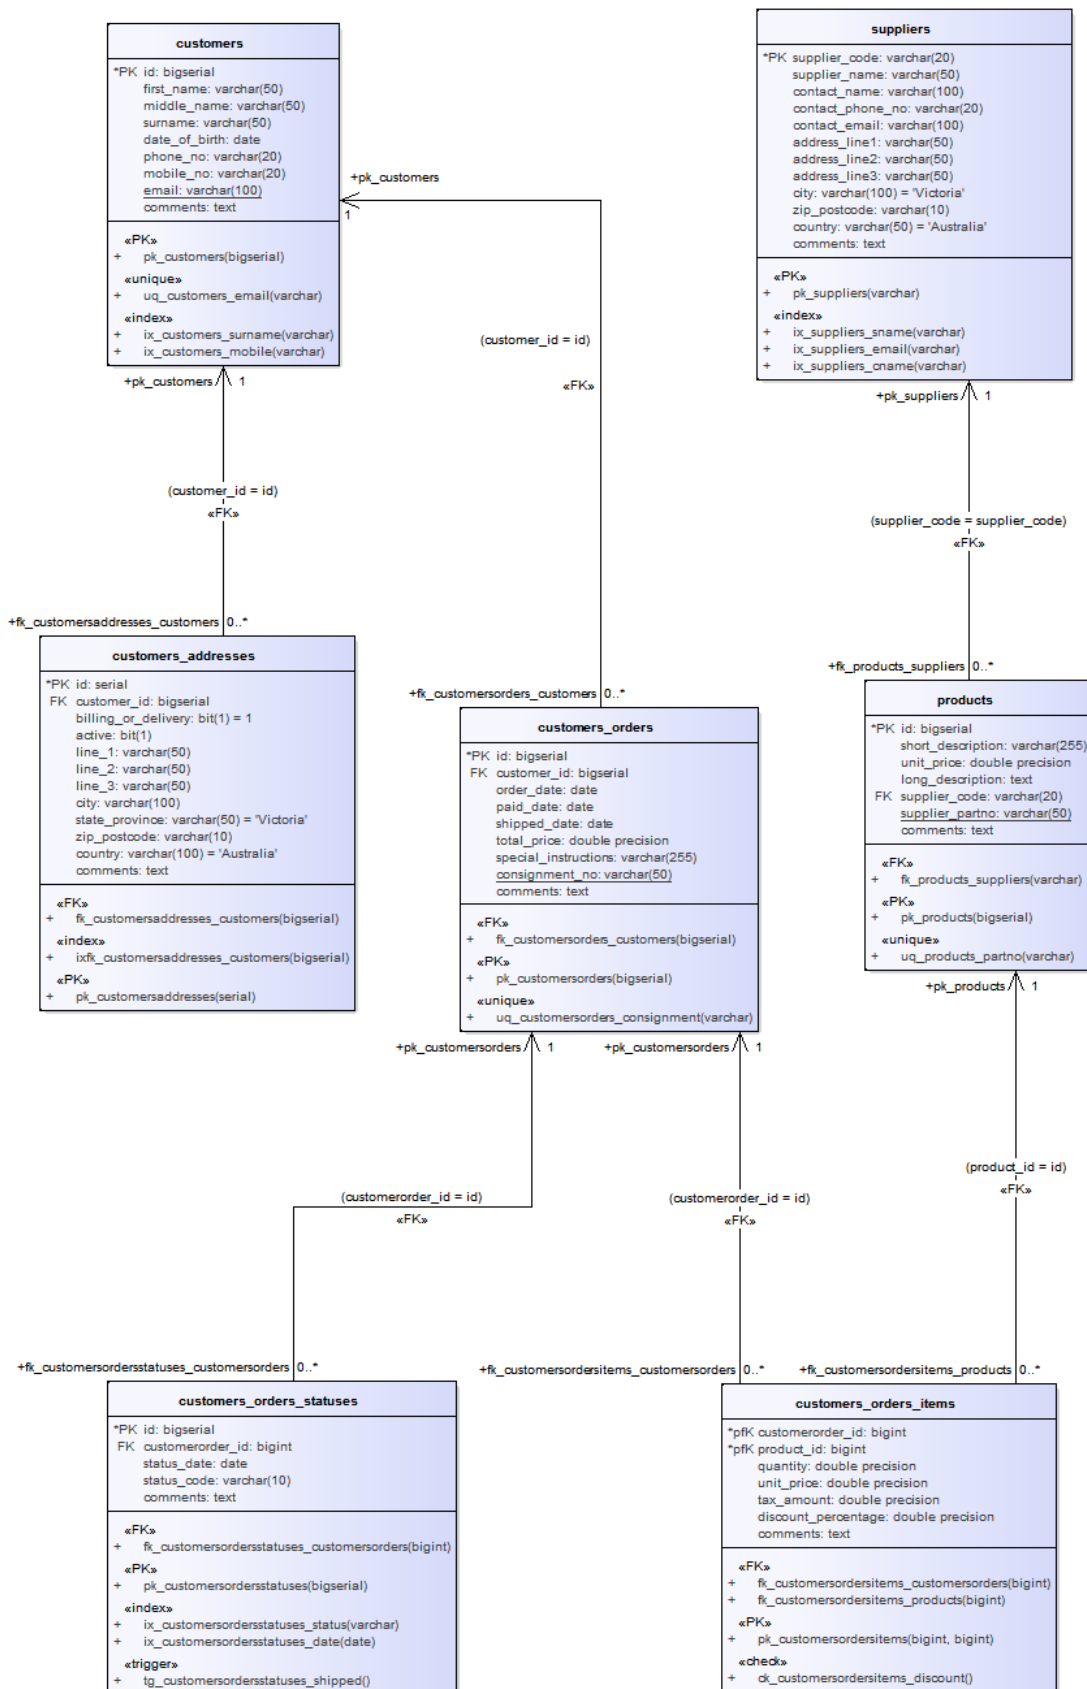 customers
*PK id: bigserial
first_name: varchar(50)
middle_name: varchar(50)
surname: varchar(50)
date_of_birth: date
phone_no: varchar(20)
mobile_no: varchar(20)
email: varchar(100)
comments: text
«PK»
+ pk_customers(bigserial)
«unique»
+ uq_customers_email(varchar)
«index»
+ ix_customers_surname(varchar)
+ ix_customers_mobile(varchar)
suppliers
*PK supplier_code: varchar(20)
supplier_name: varchar(50)
contact_name: varchar(100)
contact_phone_no: varchar(20)
contact_email: varchar(100)
address_line1: varchar(50)
address_line2: varchar(50)
address_line3: varchar(50)
city: varchar(100) = 'Victoria'
zip_postcode: varchar(10)
country: varchar(50) = 'Australia'
comments: text
«PK»
+ pk_suppliers(varchar)
«index»
+ ix_suppliers_sname(varchar)
+ ix_suppliers_email(varchar)
+ ix_suppliers_cname(varchar)
+pk_customers
1
(customer_id = id)
«FK»
+pk_customers 1
(customer_id = id)
«FK»
+fk_customersaddresses_customers 0..*
+pk_suppliers 1
(supplier_code = supplier_code)
«FK»
+fk_products_suppliers 0..*
+fk_customersorders_customers 0..*
customers_addresses
*PK id: serial
FK customer_id: bigserial
billing_or_delivery: bit(1) = 1
active: bit(1)
line_1: varchar(50)
line_2: varchar(50)
line_3: varchar(50)
city: varchar(100)
state_province: varchar(50) = 'Victoria'
zip_postcode: varchar(10)
country: varchar(100) = 'Australia'
comments: text
«FK»
+ fk_customersaddresses_customers(bigserial)
«index»
+ ixfk_customersaddresses_customers(bigserial)
«PK»
+ pk_customersaddresses(serial)
customers_orders
*PK id: bigserial
FK customer_id: bigserial
order_date: date
paid_date: date
shipped_date: date
total_price: double precision
special_instructions: varchar(255)
consignment_no: varchar(50)
comments: text
«FK»
+ fk_customersorders_customers(bigserial)
«PK»
+ pk_customersorders(bigserial)
«unique»
+ uq_customersorders_consignment(varchar)
products
*PK id: bigserial
short_description: varchar(255)
unit_price: double precision
long_description: text
FK supplier_code: varchar(20)
supplier_partno: varchar(50)
comments: text
«FK»
+ fk_products_suppliers(varchar)
«PK»
+ pk_products(bigserial)
«unique»
+ uq_products_partno(varchar)
+pk_customersorders 1
+pk_customersorders 1
+pk_products 1
(customerorder_id = id)
«FK»
(customerorder_id = id)
«FK»
(product_id = id)
«FK»
+fk_customersordersstatuses_customersorders 0..*
+fk_customersordersitems_customersorders 0..*
+fk_customersordersitems_products 0..*
customers_orders_statuses
*PK id: bigserial
FK customerorder_id: bigint
status_date: date
status_code: varchar(10)
comments: text
«FK»
+ fk_customersordersstatuses_customersorders(bigint)
«PK»
+ pk_customersordersstatuses(bigserial)
«index»
+ ix_customersordersstatuses_status(varchar)
+ ix_customersordersstatuses_date(date)
«trigger»
+ tg_customersordersstatuses_shipped()
customers_orders_items
*pfK customerorder_id: bigint
*pfK product_id: bigint
quantity: double precision
unit_price: double precision
tax_amount: double precision
discount_percentage: double precision
comments: text
«FK»
+ fk_customersordersitems_customersorders(bigint)
+ fk_customersordersitems_products(bigint)
«PK»
+ pk_customersordersitems(bigint, bigint)
«check»
+ ck_customersordersitems_discount()